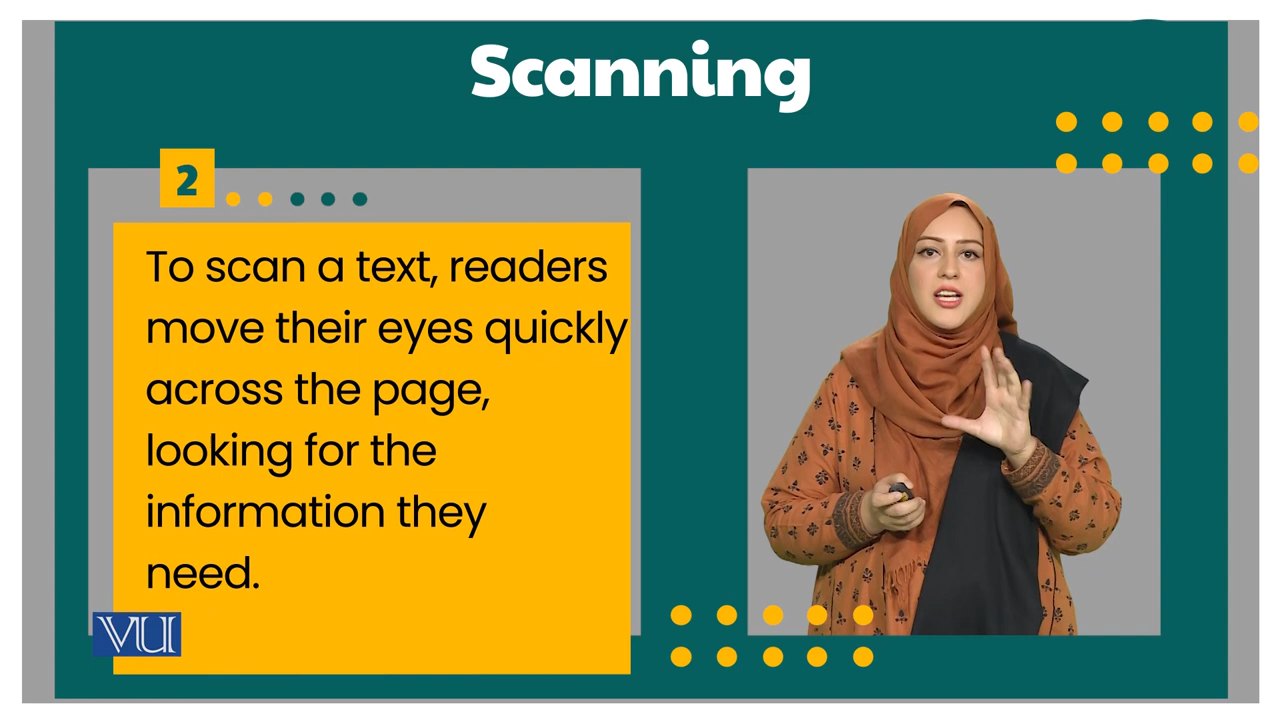 Scanning
2
To scan a text, readers
move their eyes quickly
across the page,
looking for the
information they
need.
VU